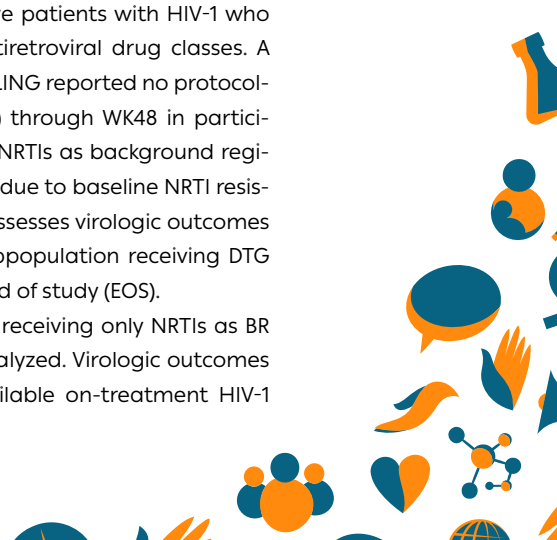 e patients with HIV-1 who
tiretroviral drug classes. A
LING reported no protocol-
) through WK48 in partici-
NRTIs as background regi-
due to baseline NRTI resis-
ssesses virologic outcomes
opopulation receiving DTG
d of study (EOS).
receiving only NRTIs as BR
alyzed. Virologic outcomes
ilable on-treatment HIV-1